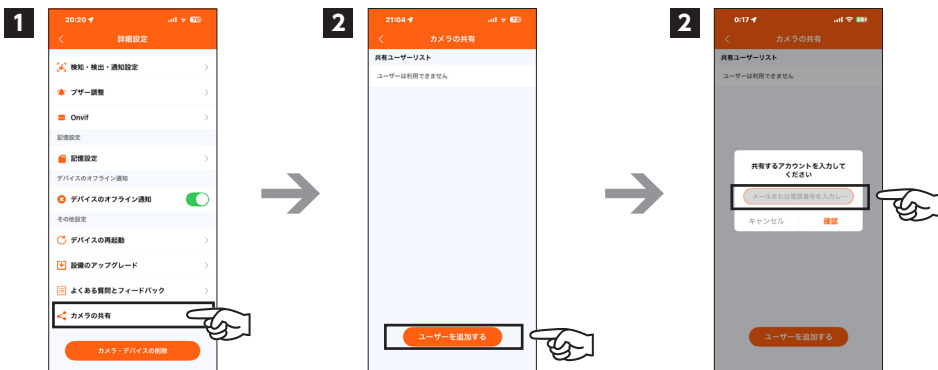 1
20:20
78
詳細設定
検知・検出・通知設定
ブザー調整
Onvif
記憶設定
記憶設定
デバイスのオフライン通知
デバイスのオフライン通知
その他設定
デバイスの再起動
設備のアップグレード
よくある質問とフィードバック
カメラの共有
カメラ・デバイスの削除
2
21:04
カメラの共有
共有ユーザーリスト
ユーザーは利用できません
ユーザーを追加する
2
0:17
38
カメラの共有
共有ユーザーリスト
ユーザーは利用できません
共有するアカウントを入力して
ください
メールまたは電話番号を入力し…
キャンセル
確認
ユーザーを追加する